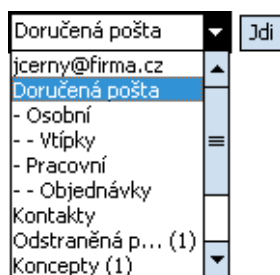 Doručená pošta
Jdi
jcerny@firma.cz
Doručená pošta
- Osobní
- - Vtípky
- Pracovní
- - Objednávky
Kontakty
Odstraněná p... (1)
Koncepty (1)